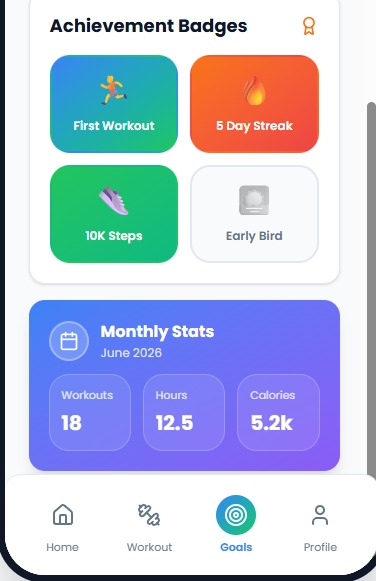 Achievement Badges
First Workout
5 Day Streak
10K Steps
Early Bird
Monthly Stats
June 2026
Workouts
Hours
Calories
18
12.5
5.2k
Home
Workout
Goals
Profile